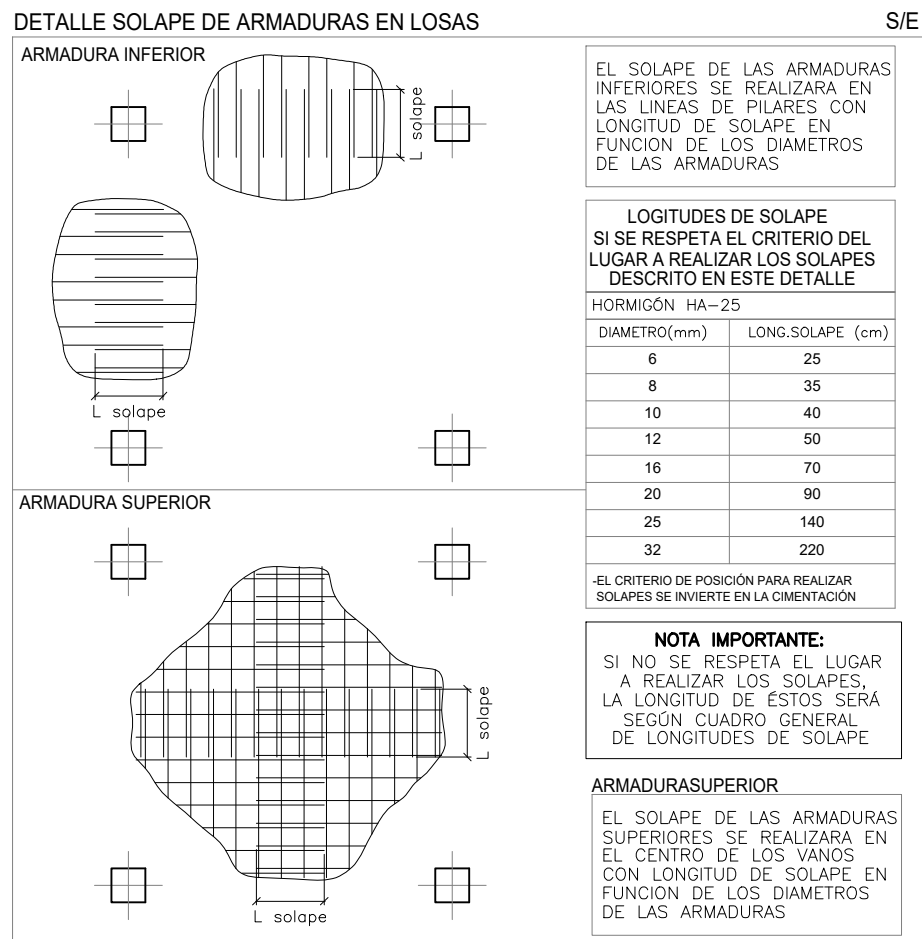 DETALLE SOLAPE DE ARMADURAS EN LOSAS
S/E
ARMADURA INFERIOR
L solape
L solape
EL SOLAPE DE LAS ARMADURAS
INFERIORES SE REALIZARA EN
LAS LINEAS DE PILARES CON
LONGITUD DE SOLAPE EN
FUNCION DE LOS DIAMETROS
DE LAS ARMADURAS
LOGITUDES DE SOLAPE
SI SE RESPETA EL CRITERIO DEL
LUGAR A REALIZAR LOS SOLAPES
DESCRITO EN ESTE DETALLE
HORMIGÓN HA-25
DIAMETRO(mm) LONG.SOLAPE (cm)
6 25
8 35
10 40
12 50
16 70
20 90
25 140
32 220
-EL CRITERIO DE POSICIÓN PARA REALIZAR
SOLAPES SE INVIERTE EN LA CIMENTACIÓN
ARMADURA SUPERIOR
L solape
L solape
NOTA IMPORTANTE:
SI NO SE RESPETA EL LUGAR
A REALIZAR LOS SOLAPES,
LA LONGITUD DE ÉSTOS SERÁ
SEGÚN CUADRO GENERAL
DE LONGITUDES DE SOLAPE
ARMADURASUPERIOR
EL SOLAPE DE LAS ARMADURAS
SUPERIORES SE REALIZARA EN
EL CENTRO DE LOS VANOS
CON LONGITUD DE SOLAPE EN
FUNCION DE LOS DIAMETROS
DE LAS ARMADURAS